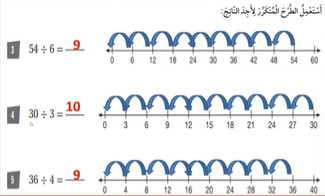 أَسْتَعْمِلُ الطَّرْحَ الْمُتَكَرِّرَ لِأَجِدَ النّاتِجَ:
3 54 ÷ 6 = 9
0 6 12 18 24 30 36 42 48 54 60
4 30 ÷ 3 = 10
0 3 6 9 12 15 18 21 24 27 30
5 36 ÷ 4 = 9
0 4 8 12 16 20 24 28 32 36 40